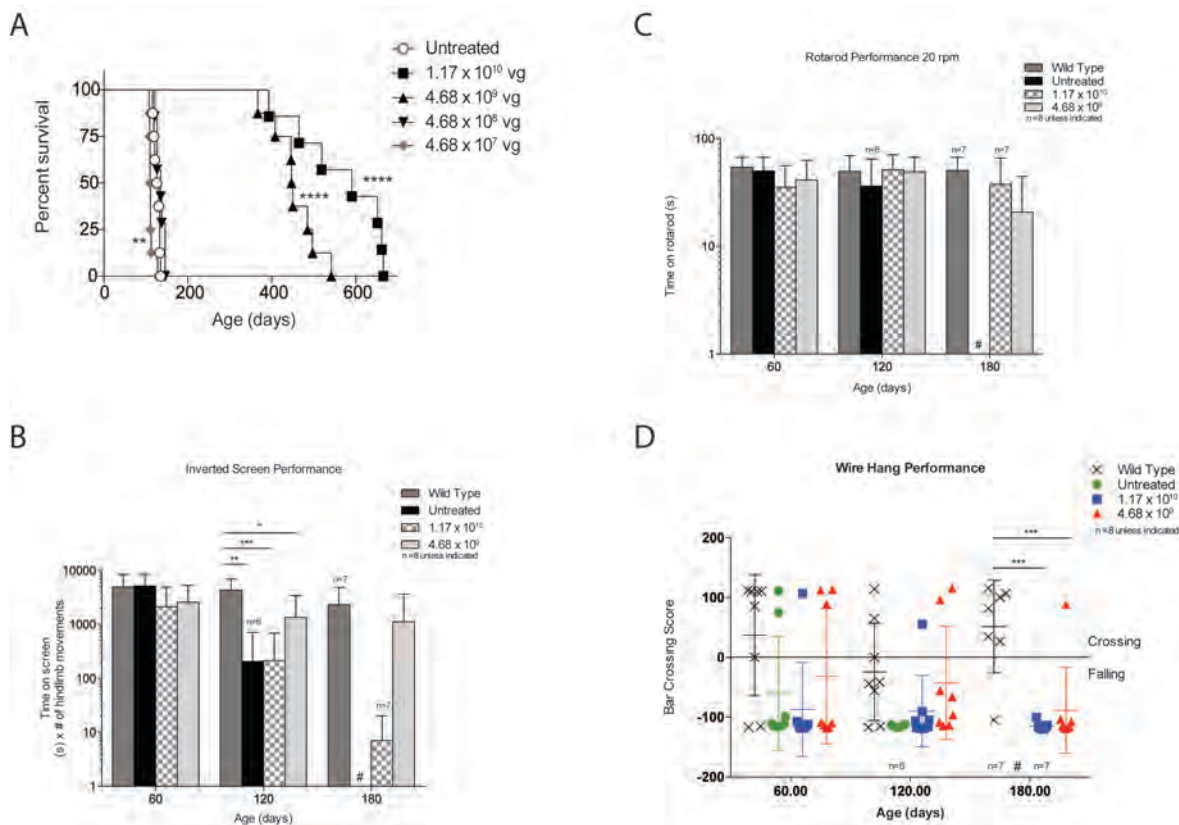 A
Untreated
1.17 x 10¹⁰ vg
4.68 x 10⁹ vg
4.68 x 10⁸ vg
4.68 x 10⁷ vg
100
75
50
25
0
**
****
****
0
200
400
600
Percent survival
Age (days)
B
Inverted Screen Performance
Wild Type
Untreated
1.17 x 10¹⁰
4.68 x 10⁹
n =8 unless indicated
*
***
**
n=7
n=6
n=7
#
10000
1000
100
10
1
60
120
180
Time on screen
(s) x # of hindlimb movements
Age (days)
C
Rotarod Performance 20 rpm
Wild Type
Untreated
1.17 x 10¹⁰
4.68 x 10⁹
n =8 unless indicated
n=6
n=7
n=7
#
100
10
1
60
120
180
Time on rotarod (s)
Age (days)
D
Wire Hang Performance
Wild Type
Untreated
1.17 x 10¹⁰
4.68 x 10⁹
n =8 unless indicated
***
***
200
100
0
-100
-200
Crossing
Falling
n=6
n=7
#
n=7
60.00
120.00
180.00
Bar Crossing Score
Age (days)